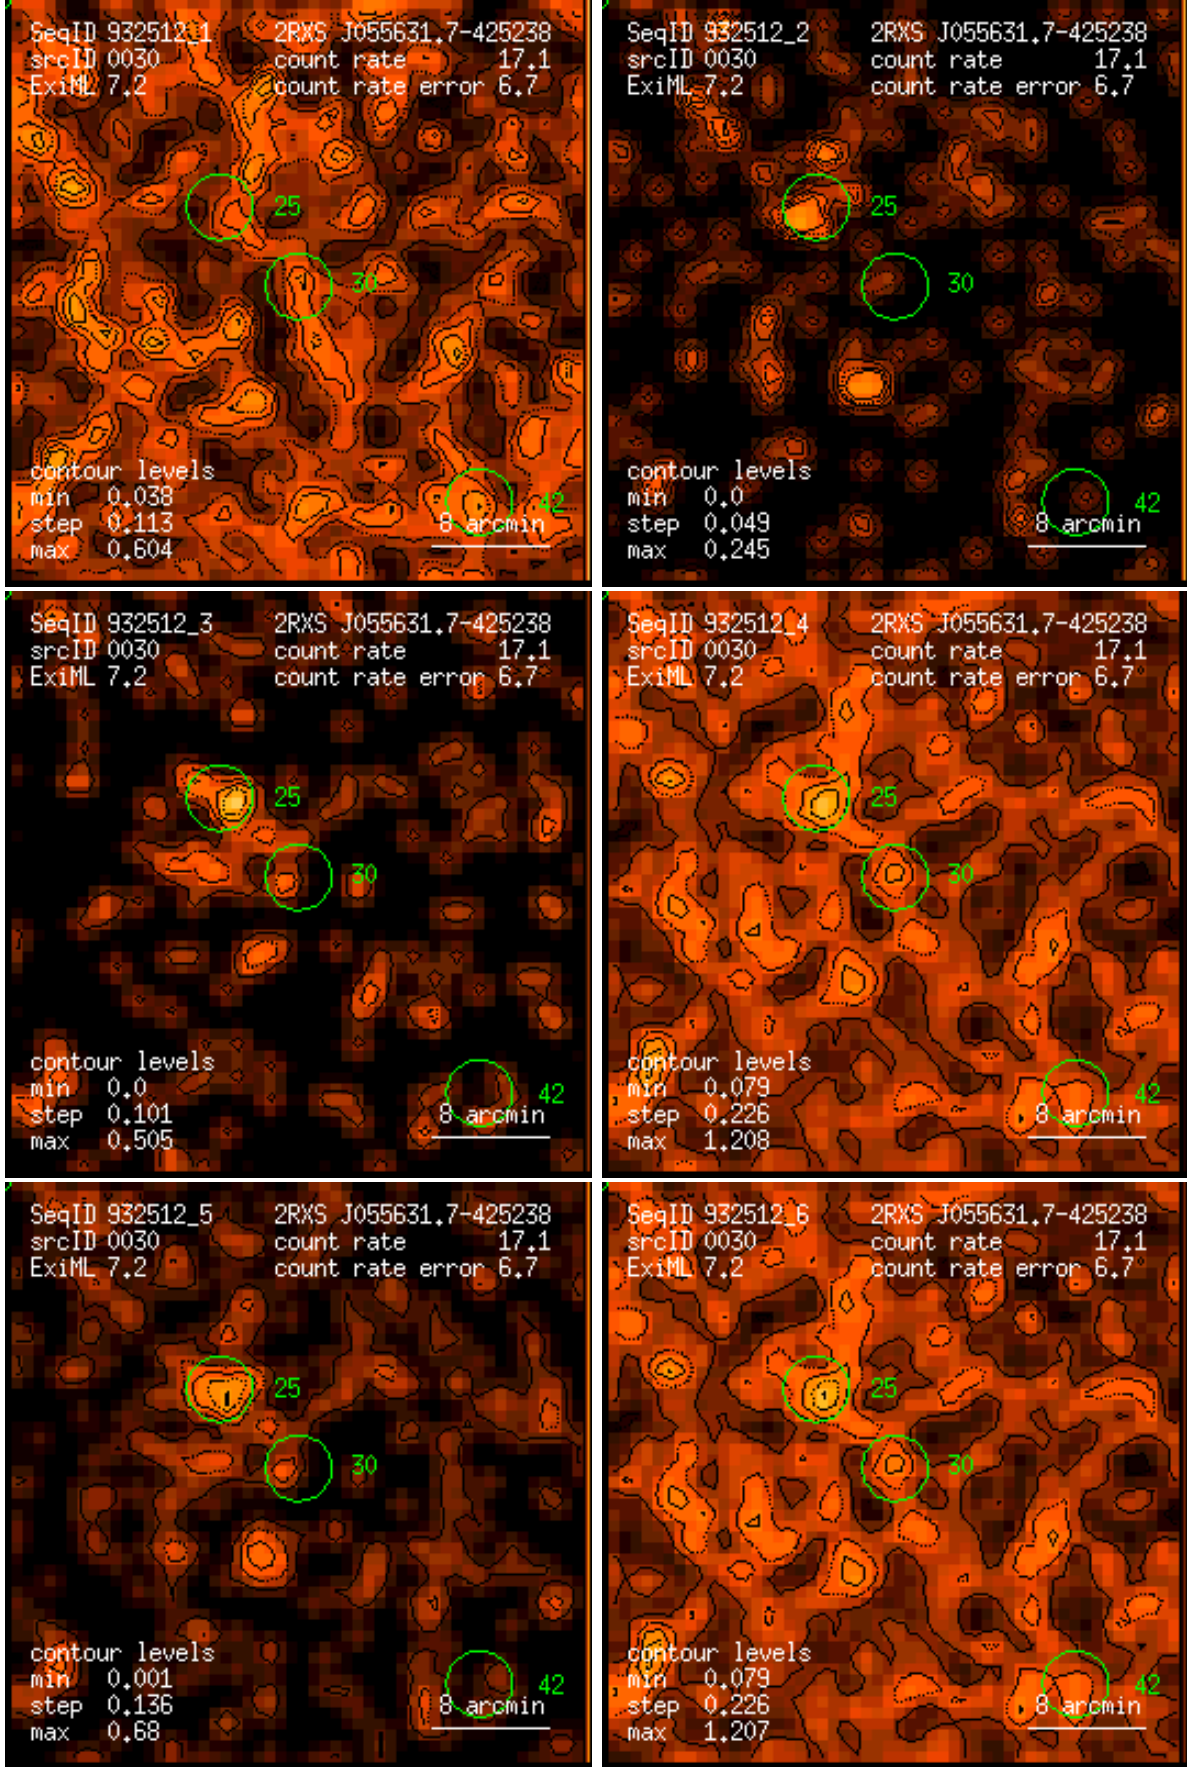 SeqID 932512_1 2RXS J055631.7-425238
srcID 0030 count rate 17.1
ExiML 7.2 count rate error 6.7
25
30
contour levels
min 0.038
42
step 0.113 8 arcmin
max 0.604
SeqID 932512_2 2RXS J055631.7-425238
srcID 0030 count rate 17.1
ExiML 7.2 count rate error 6.7
25
30
contour levels
min 0.0
42
step 0.049 8 arcmin
max 0.245
SeqID 932512_3 2RXS J055631.7-425238
srcID 0030 count rate 17.1
ExiML 7.2 count rate error 6.7
25
30
contour levels
min 0.0
42
step 0.101 8 arcmin
max 0.505
SeqID 932512_4 2RXS J055631.7-425238
srcID 0030 count rate 17.1
ExiML 7.2 count rate error 6.7
25
30
contour levels
min 0.079
42
step 0.226 8 arcmin
max 1.208
SeqID 932512_5 2RXS J055631.7-425238
srcID 0030 count rate 17.1
ExiML 7.2 count rate error 6.7
25
30
contour levels
min 0.001
42
step 0.136 8 arcmin
max 0.68
SeqID 932512_6 2RXS J055631.7-425238
srcID 0030 count rate 17.1
ExiML 7.2 count rate error 6.7
25
30
contour levels
min 0.079
42
step 0.226 8 arcmin
max 1.207